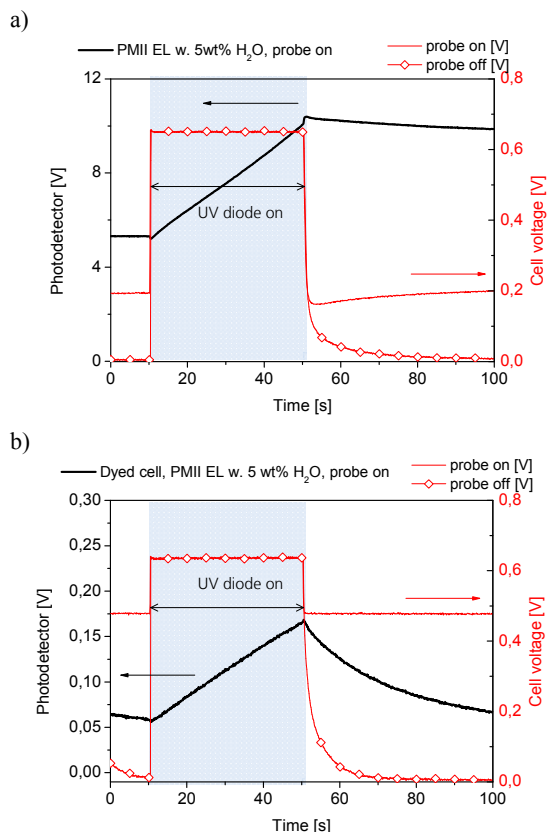 a)
PMII EL w. 5wt% H₂O, probe on
probe on [V]
probe off [V]
12
9
6
3
0
Photodetector [V]
UV diode on
0,8
0,6
0,4
0,2
0,0
Cell voltage [V]
0 20 40 60 80 100
Time [s]
b)
Dyed cell, PMII EL w. 5 wt% H₂O, probe on
probe on [V]
probe off [V]
0,30
0,25
0,20
0,15
0,10
0,05
0,00
Photodetector [V]
UV diode on
0,8
0,6
0,4
0,2
0,0
Cell voltage [V]
0 20 40 60 80 100
Time [s]